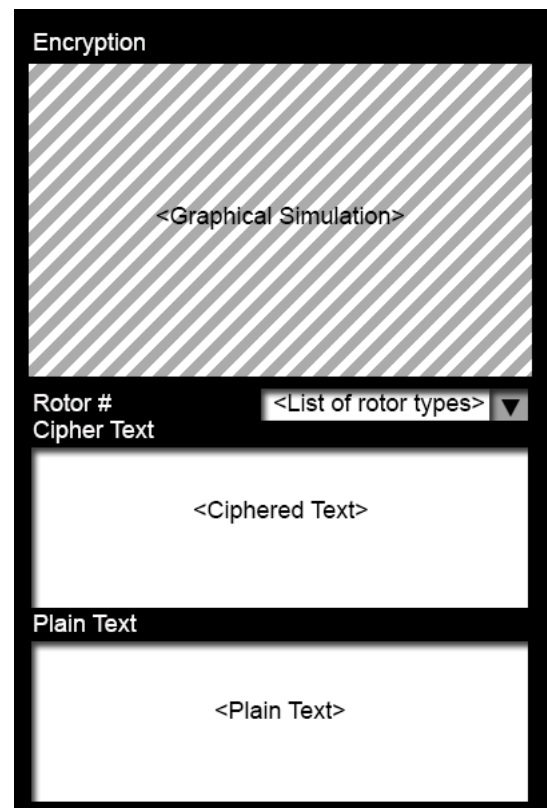 Encryption
<Graphical Simulation>
Rotor # <List of rotor types> ▼
Cipher Text
<Ciphered Text>
Plain Text
<Plain Text>